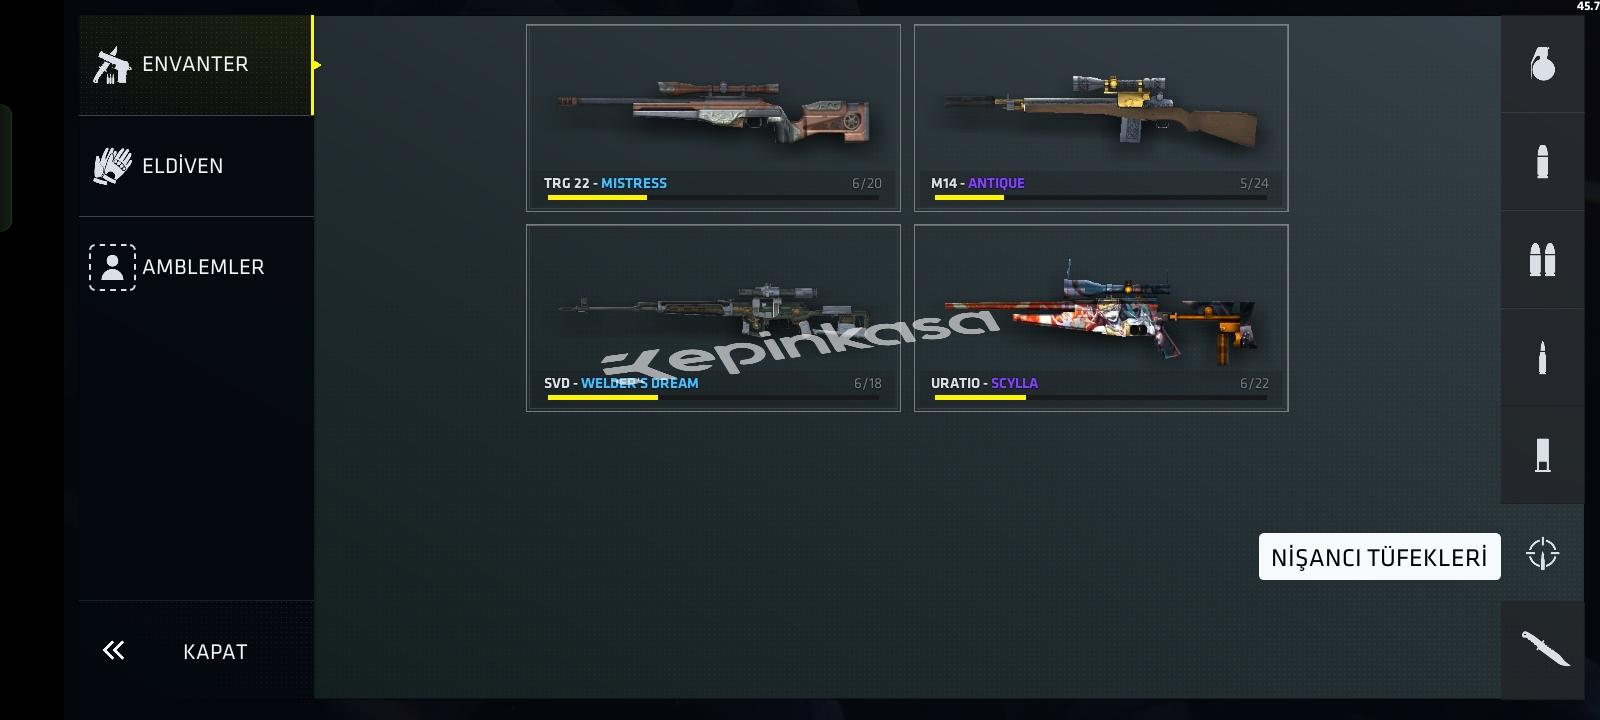 45.7
ENVANTER
ELDİVEN
AMBLEMLER
KAPAT
TRG 22 - MISTRESS 6/20
M14 - ANTIQUE 5/24
SVD - WELDER'S DREAM 6/18
URATIO - SCYLLA 6/22
epinkasa
NİŞANCI TÜFEKLERİ